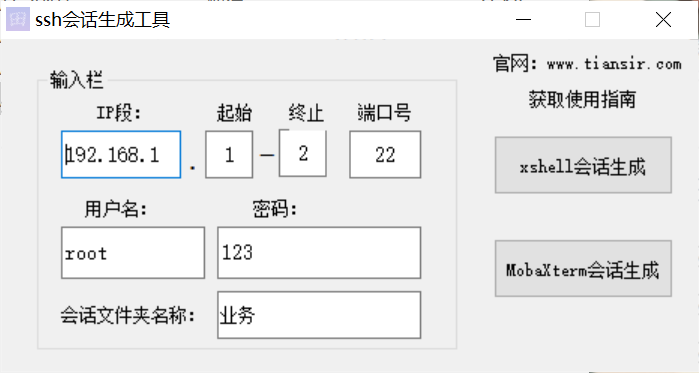 ssh会话生成工具
官网：www.tiansir.com
获取使用指南
输入栏
IP段： 起始 终止 端口号
192.168.1 . 1 — 2 22
xshell会话生成
用户名： 密码：
root 123
MobaXterm会话生成
会话文件夹名称： 业务